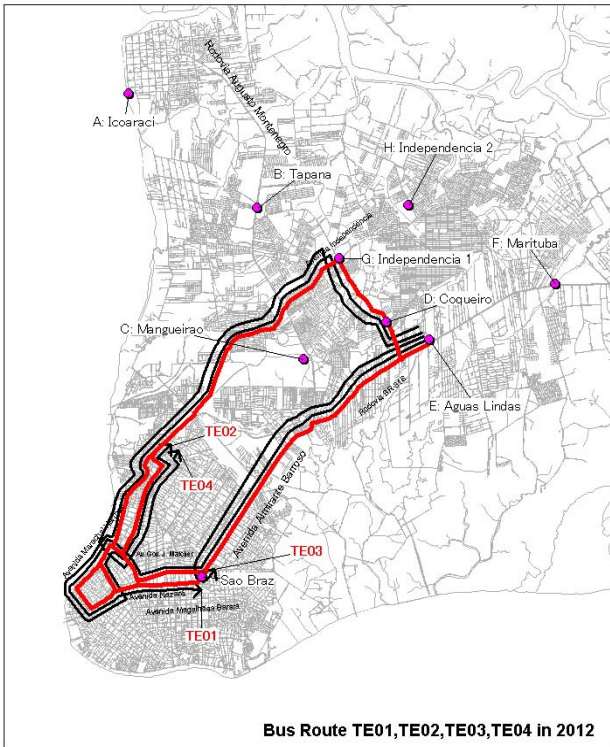 Rodovia Augusto Montenegro
A: Icoaraci
H: Independencia 2
B: Tapana
Avenida Independência
G: Independencia 1
F: Marituba
D: Coqueiro
C: Mangueirao
E: Aguas Lindas
Rodovia
TE02
TE04
Avenida Almirante Barroso
TE03
Av. Gov. J. Malcher
Sao Braz
Avenida Nazaré
Avenida Magalhaes Barata
TE01
Bus Route TE01,TE02,TE03,TE04 in 2012